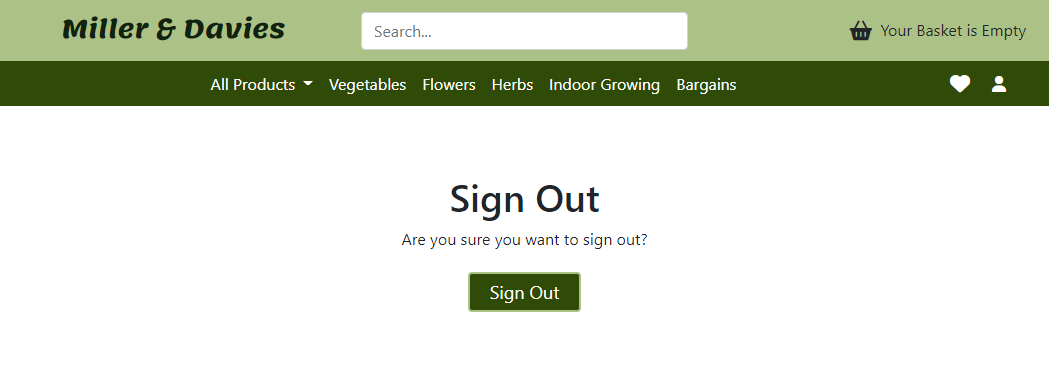 Miller & Davies
Search...
Your Basket is Empty
All Products
Vegetables
Flowers
Herbs
Indoor Growing
Bargains
Sign Out
Are you sure you want to sign out?
Sign Out